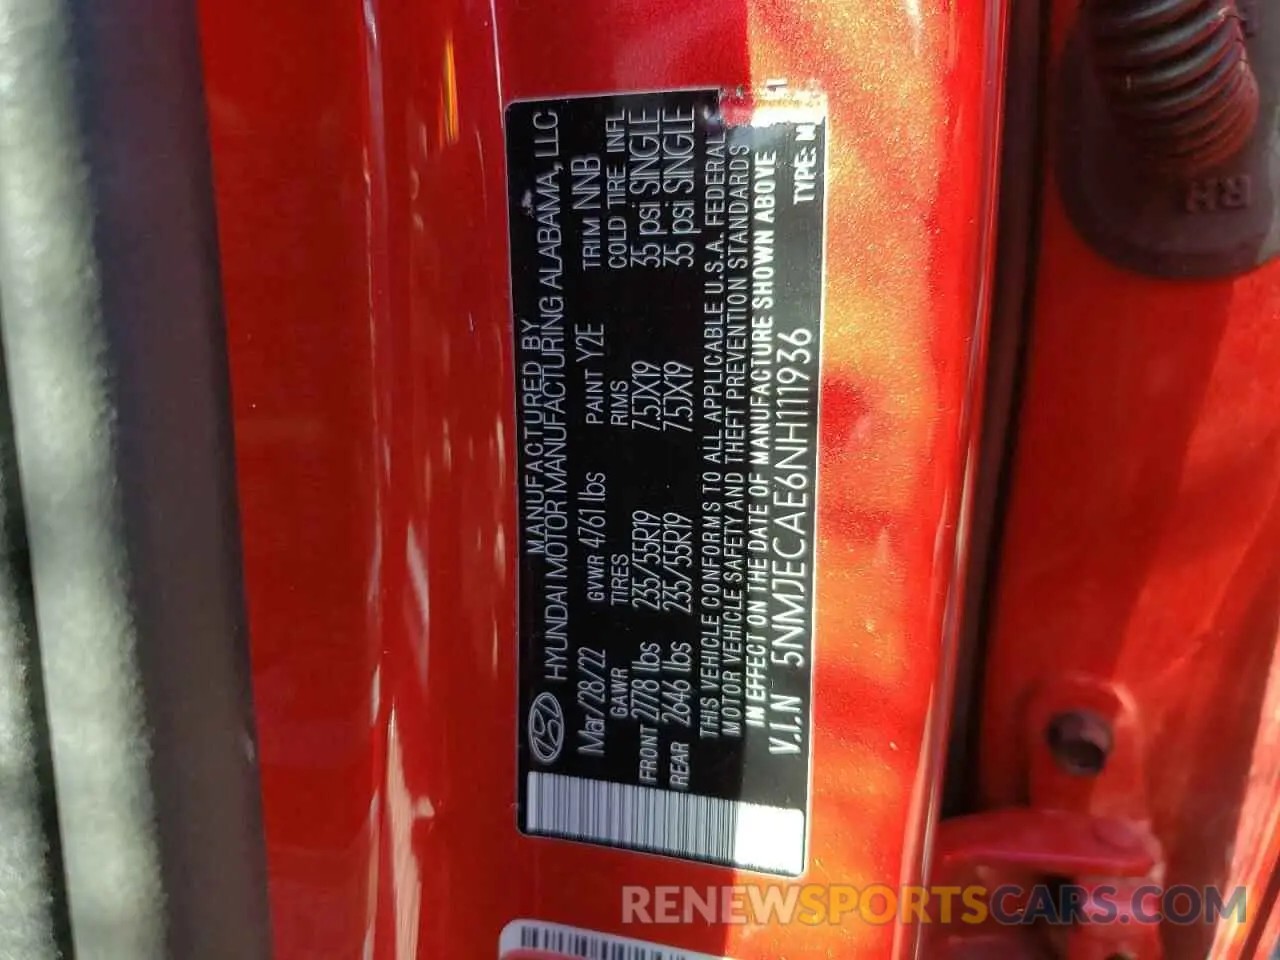 MANUFACTURED BY
HYUNDAI MOTOR MANUFACTURING ALABAMA, LLC
Mar/28/22 GVWR 4761 lbs PAINT Y2E TRIM NNB
GAWR TIRES RIMS COLD TIRE INFL
FRONT 2778 lbs 235/55R19 7.5JX19 35 psi SINGLE
REAR 2646 lbs 235/55R19 7.5JX19 35 psi SINGLE
THIS VEHICLE CONFORMS TO ALL APPLICABLE U.S.A. FEDERAL
MOTOR VEHICLE SAFETY AND THEFT PREVENTION STANDARDS
IN EFFECT ON THE DATE OF MANUFACTURE SHOWN ABOVE
V.I.N 5NMJECAE6NH111936 TYPE:
RH
RENEWSPORTSCARS.COM